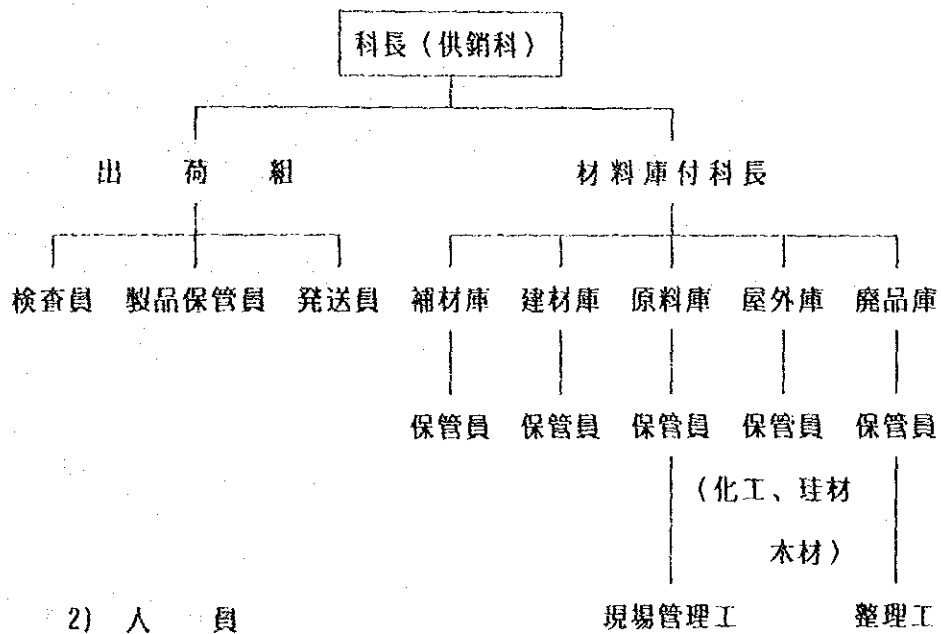 科長（供銷科）
出荷組　材料庫付科長
検査員　製品保管員　発送員　補材庫　建材庫　原料庫　屋外庫　廃品庫
保管員　保管員　保管員　保管員　保管員
（化工、珪材
木材）
2) 人員　現場管理工　整理工